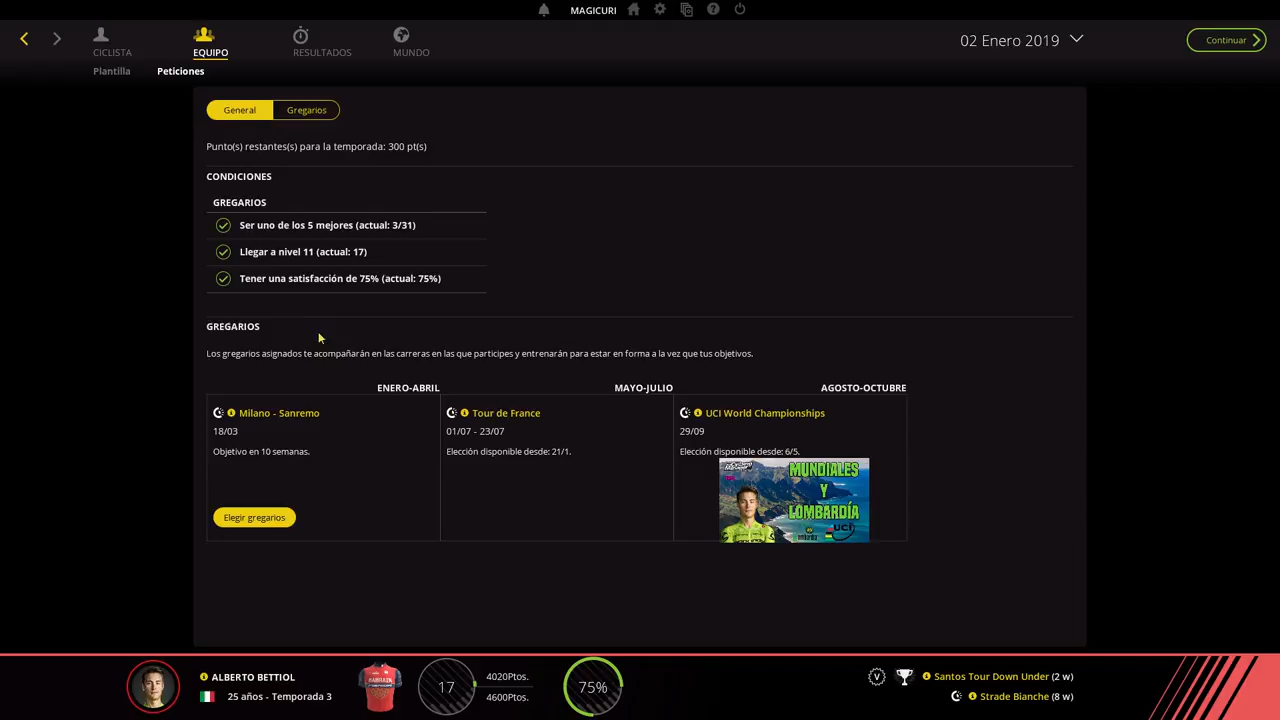 MAGICURI
CICLISTA
EQUIPO
RESULTADOS
MUNDO
02 Enero 2019
Continuar
Plantilla
Peticiones
General
Gregarios
Punto(s) restantes(s) para la temporada: 300 pt(s)
CONDICIONES
GREGARIOS
Ser uno de los 5 mejores (actual: 3/31)
Llegar a nivel 11 (actual: 17)
Tener una satisfacción de 75% (actual: 75%)
GREGARIOS
Los gregarios asignados te acompañarán en las carreras en las que participes y entrenarán para estar en forma a la vez que tus objetivos.
ENERO-ABRIL
MAYO-JULIO
AGOSTO-OCTUBRE
Milano - Sanremo
18/03
Objetivo en 10 semanas.
Elegir gregarios
Tour de France
01/07 - 23/07
Elección disponible desde: 21/1.
UCI World Championships
29/09
Elección disponible desde: 6/5.
MUNDIALES
Y
LOMBARDÍA
uci
ALBERTO BETTIOL
25 años - Temporada 3
BAHRAIN
17
4020Ptos.
4600Ptos.
75%
V
Santos Tour Down Under (2 w)
Strade Bianche (8 w)